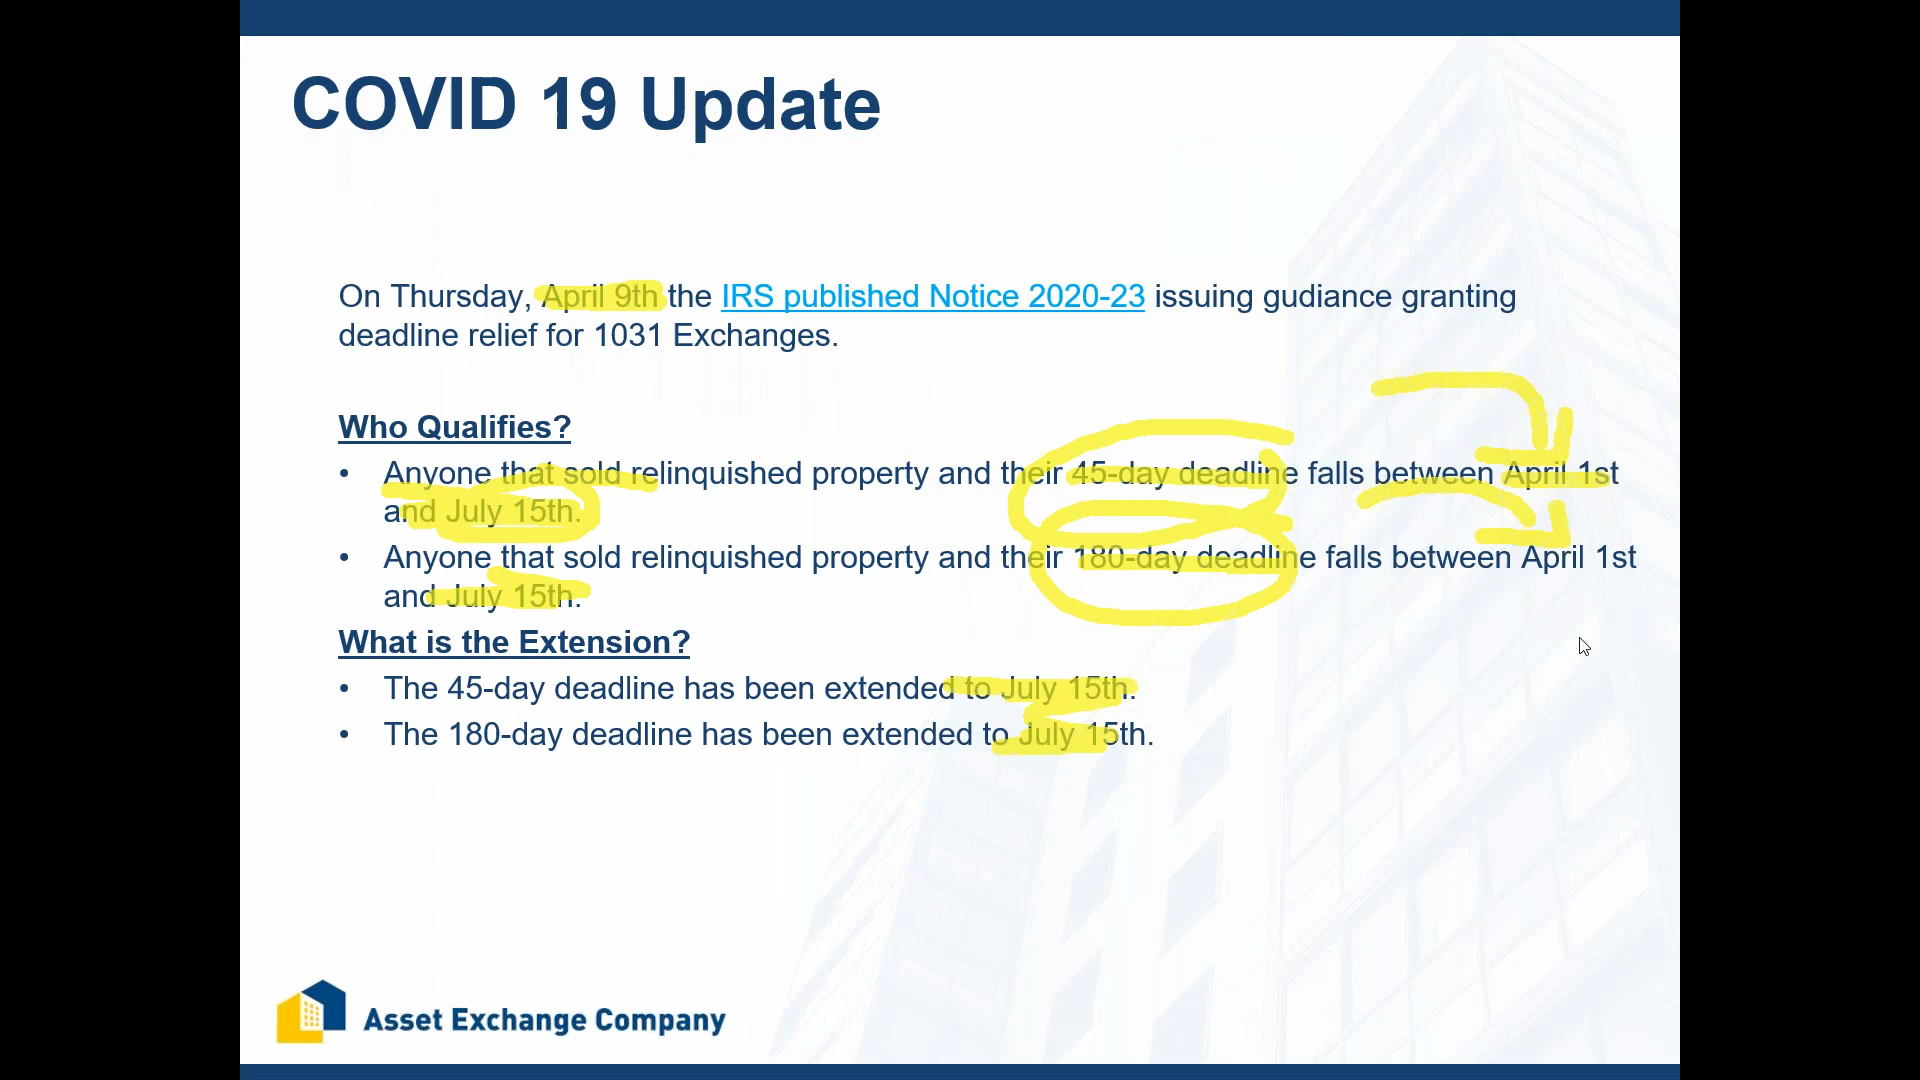 COVID 19 Update
On Thursday, April 9th the IRS published Notice 2020-23 issuing gudiance granting
deadline relief for 1031 Exchanges.
Who Qualifies?
• Anyone that sold relinquished property and their 45-day deadline falls between April 1st
and July 15th.
• Anyone that sold relinquished property and their 180-day deadline falls between April 1st
and July 15th.
What is the Extension?
• The 45-day deadline has been extended to July 15th.
• The 180-day deadline has been extended to July 15th.
Asset Exchange Company